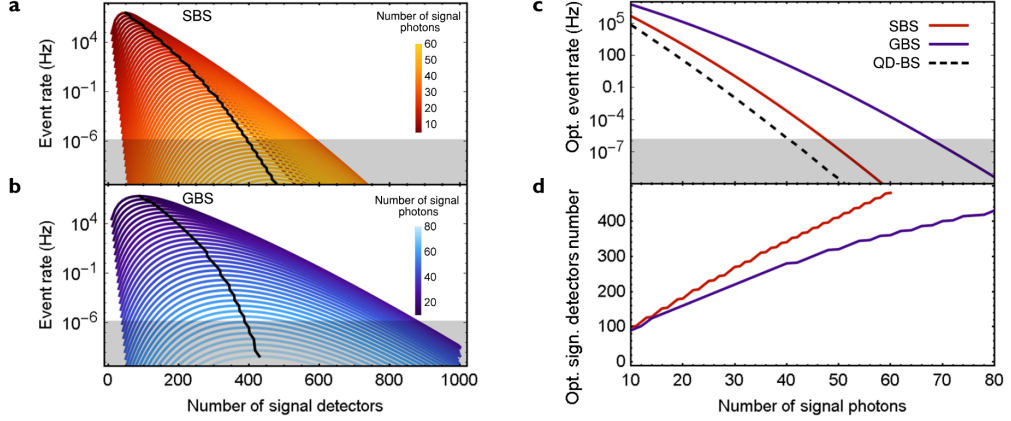 a
SBS
Number of signal
photons
60
50
40
30
20
10
Event rate (Hz)
10^4
10^-1
10^-6
b
GBS
Number of signal
photons
80
60
40
20
Event rate (Hz)
10^4
10^-1
10^-6
0 200 400 600 800 1000
Number of signal detectors
c
SBS
GBS
QD-BS
Opt. event rate (Hz)
10^5
100
0.1
10^-4
10^-7
d
Opt. sign. detectors number
400
300
200
100
0
10 20 30 40 50 60 70 80
Number of signal photons